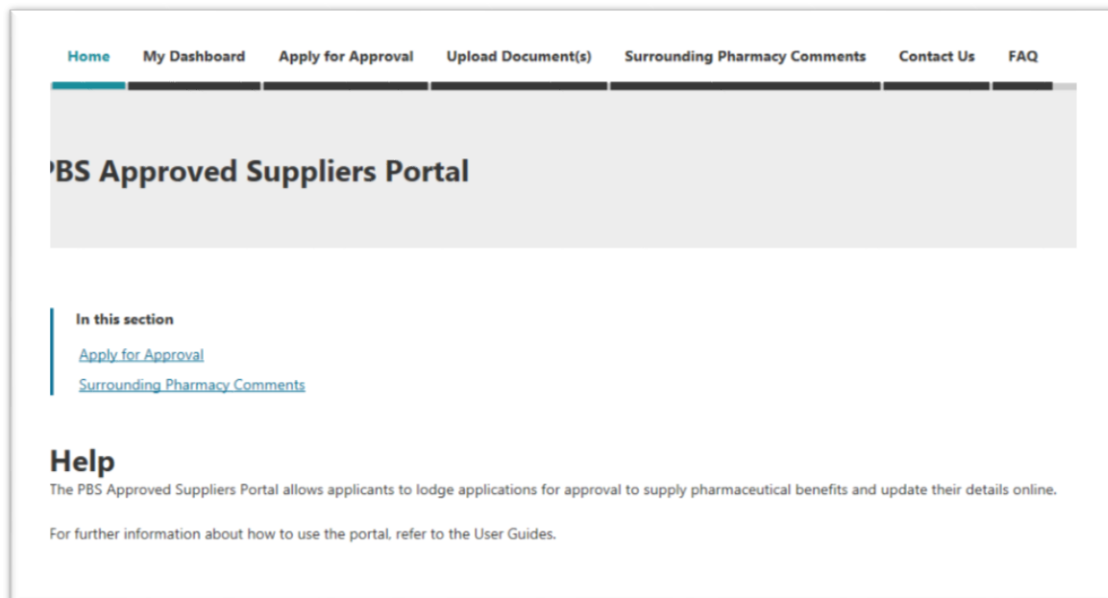 Home My Dashboard Apply for Approval Upload Document(s) Surrounding Pharmacy Comments Contact Us FAQ
PBS Approved Suppliers Portal
In this section
Apply for Approval
Surrounding Pharmacy Comments
Help
The PBS Approved Suppliers Portal allows applicants to lodge applications for approval to supply pharmaceutical benefits and update their details online.
For further information about how to use the portal, refer to the User Guides.